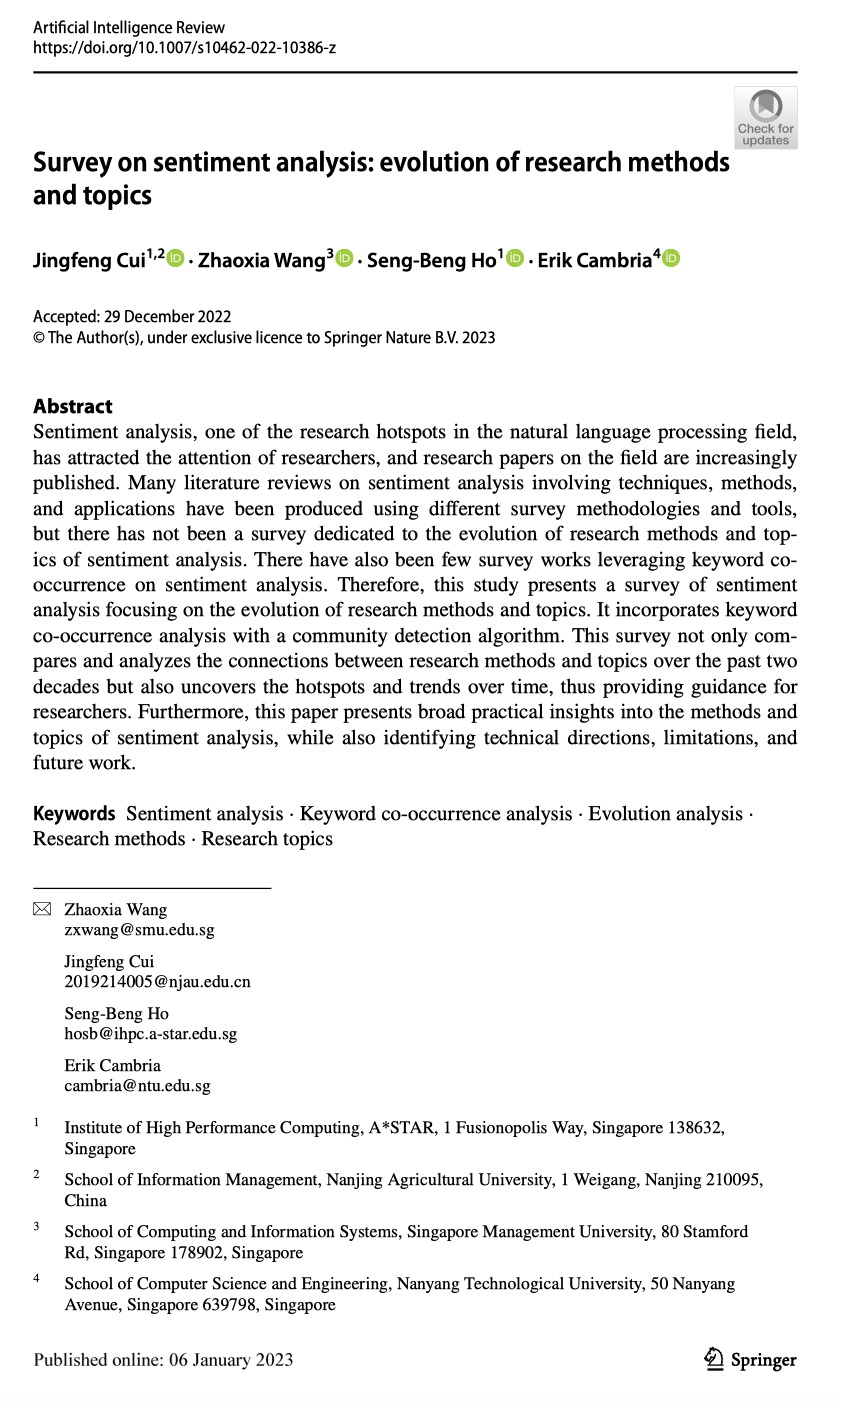 Artificial Intelligence Review
https://doi.org/10.1007/s10462-022-10386-z
Check for
updates
Survey on sentiment analysis: evolution of research methods
and topics
Jingfeng Cui1,2 iD · Zhaoxia Wang3 iD · Seng-Beng Ho1 iD · Erik Cambria4 iD
Accepted: 29 December 2022
© The Author(s), under exclusive licence to Springer Nature B.V. 2023
Abstract
Sentiment analysis, one of the research hotspots in the natural language processing field,
has attracted the attention of researchers, and research papers on the field are increasingly
published. Many literature reviews on sentiment analysis involving techniques, methods,
and applications have been produced using different survey methodologies and tools,
but there has not been a survey dedicated to the evolution of research methods and top-
ics of sentiment analysis. There have also been few survey works leveraging keyword co-
occurrence on sentiment analysis. Therefore, this study presents a survey of sentiment
analysis focusing on the evolution of research methods and topics. It incorporates keyword
co-occurrence analysis with a community detection algorithm. This survey not only com-
pares and analyzes the connections between research methods and topics over the past two
decades but also uncovers the hotspots and trends over time, thus providing guidance for
researchers. Furthermore, this paper presents broad practical insights into the methods and
topics of sentiment analysis, while also identifying technical directions, limitations, and
future work.
Keywords Sentiment analysis · Keyword co-occurrence analysis · Evolution analysis ·
Research methods · Research topics
Zhaoxia Wang
zxwang@smu.edu.sg
Jingfeng Cui
2019214005@njau.edu.cn
Seng-Beng Ho
hosb@ihpc.a-star.edu.sg
Erik Cambria
cambria@ntu.edu.sg
1 Institute of High Performance Computing, A*STAR, 1 Fusionopolis Way, Singapore 138632,
Singapore
2 School of Information Management, Nanjing Agricultural University, 1 Weigang, Nanjing 210095,
China
3 School of Computing and Information Systems, Singapore Management University, 80 Stamford
Rd, Singapore 178902, Singapore
4 School of Computer Science and Engineering, Nanyang Technological University, 50 Nanyang
Avenue, Singapore 639798, Singapore
Published online: 06 January 2023
Springer